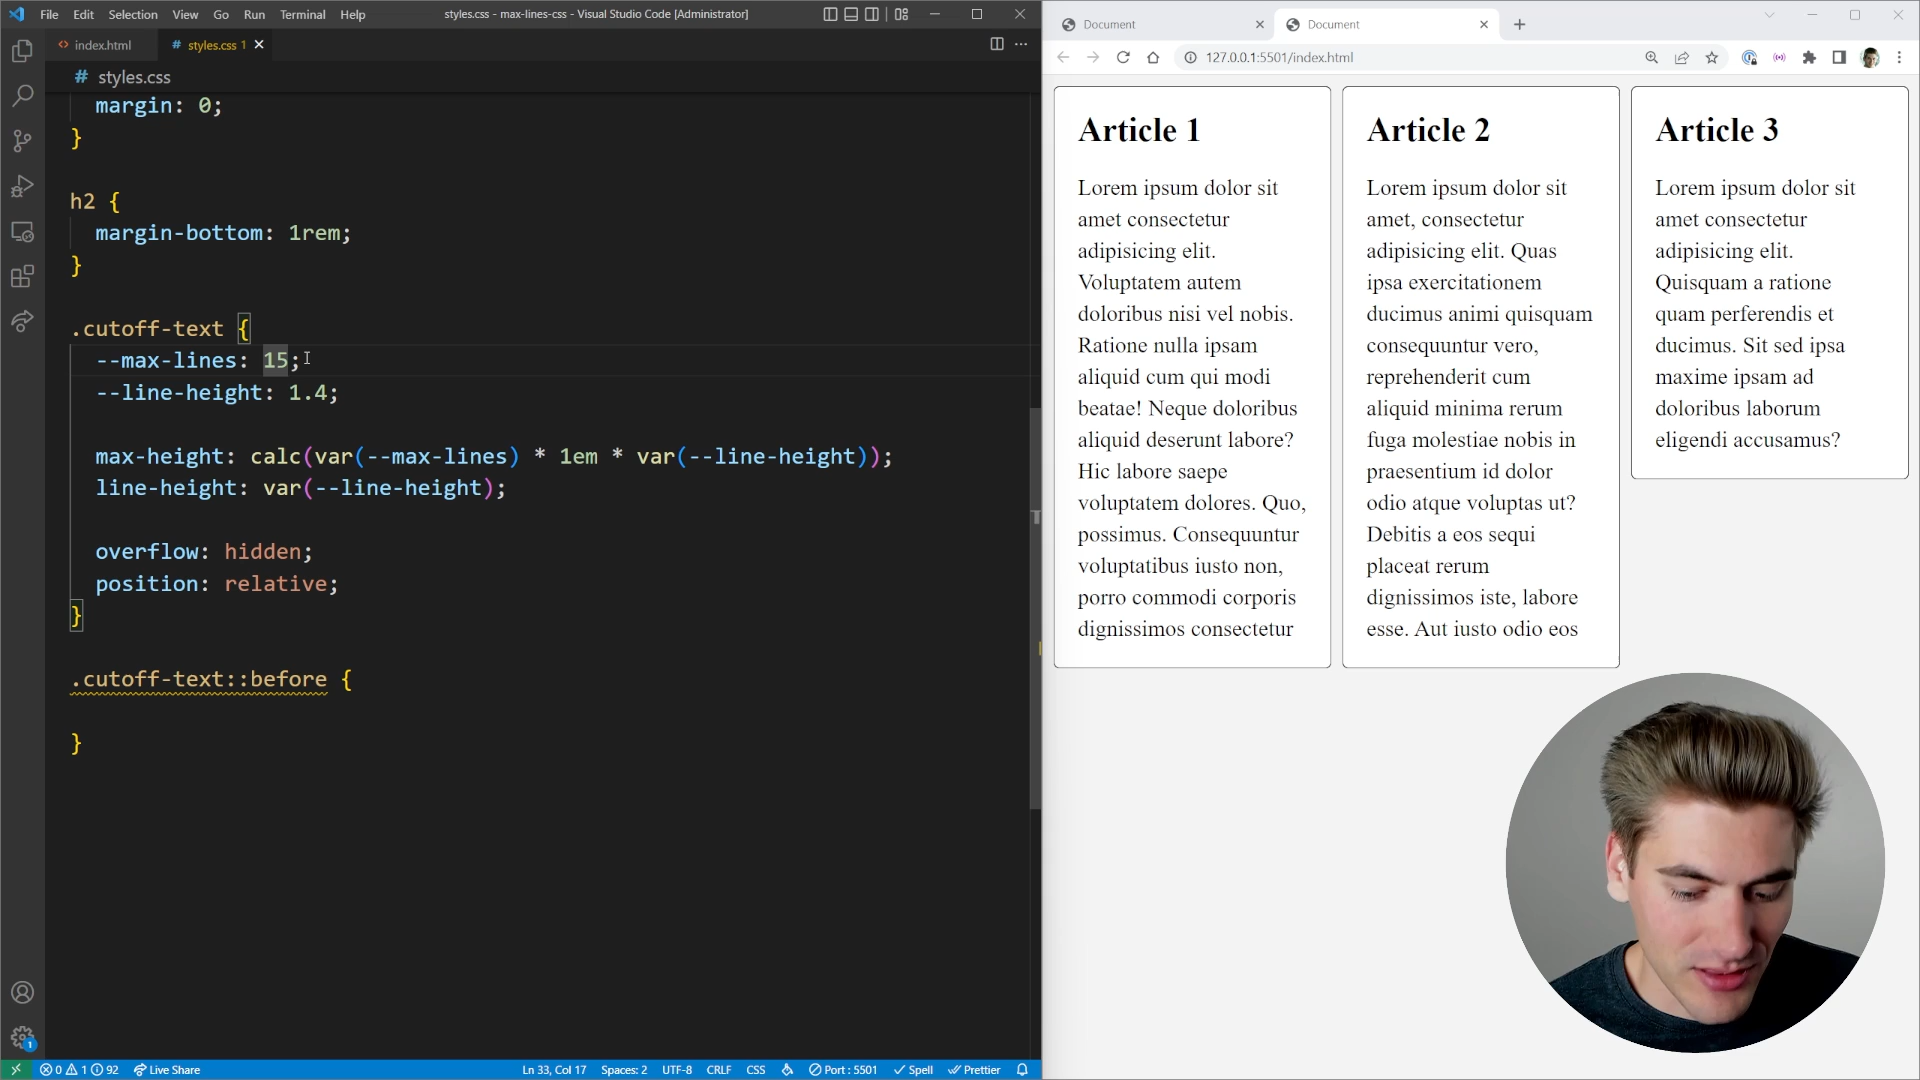 File Edit Selection View Go Run Terminal Help
styles.css - max-lines-css - Visual Studio Code [Administrator]
index.html
styles.css 1
# styles.css
margin: 0;
}
h2 {
margin-bottom: 1rem;
}
.cutoff-text {
--max-lines: 15;
--line-height: 1.4;
max-height: calc(var(--max-lines) * 1em * var(--line-height));
line-height: var(--line-height);
overflow: hidden;
position: relative;
}
.cutoff-text::before {
}
1
0 1 92 Live Share
Ln 33, Col 17 Spaces: 2 UTF-8 CRLF CSS Port : 5501 Spell Prettier
Document
Document
127.0.0.1:5501/index.html
Article 1
Lorem ipsum dolor sit
amet consectetur
adipisicing elit.
Voluptatem autem
doloribus nisi vel nobis.
Ratione nulla ipsam
aliquid cum qui modi
beatae! Neque doloribus
aliquid deserunt labore?
Hic labore saepe
voluptatem dolores. Quo,
possimus. Consequuntur
voluptatibus iusto non,
porro commodi corporis
dignissimos consectetur
Article 2
Lorem ipsum dolor sit
amet, consectetur
adipisicing elit. Quas
ipsa exercitationem
ducimus animi quisquam
consequuntur vero,
reprehenderit cum
aliquid minima rerum
fuga molestiae nobis in
praesentium id dolor
odio atque voluptas ut?
Debitis a eos sequi
placeat rerum
dignissimos iste, labore
esse. Aut iusto odio eos
Article 3
Lorem ipsum dolor sit
amet consectetur
adipisicing elit.
Quisquam a ratione
quam perferendis et
ducimus. Sit sed ipsa
maxime ipsam ad
doloribus laborum
eligendi accusamus?